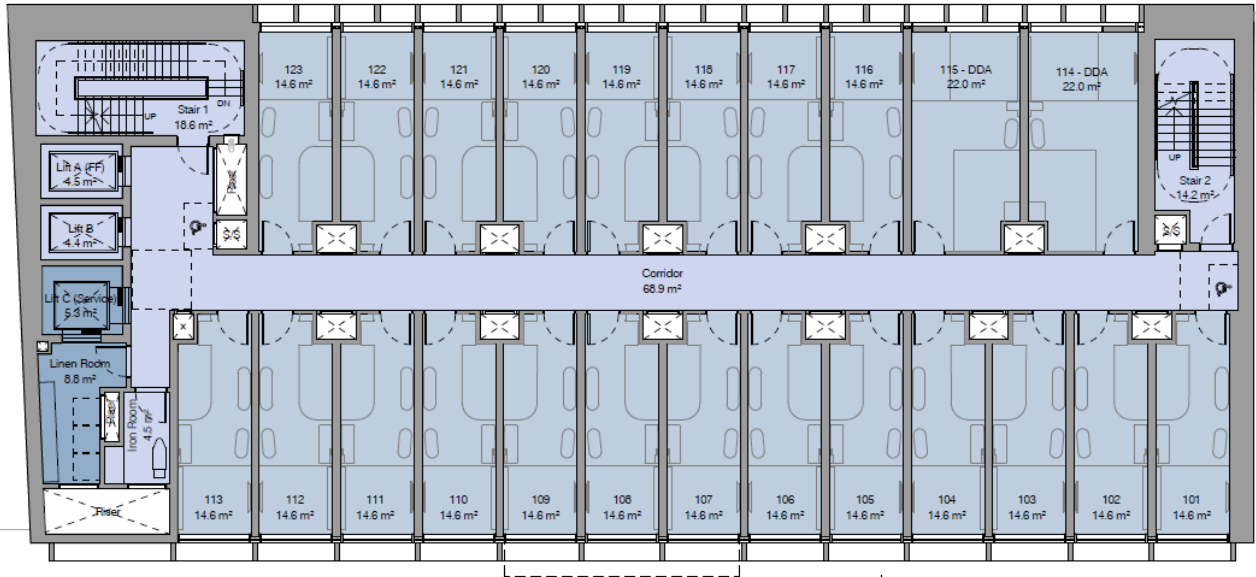 123
14.6 m²
122
14.6 m²
121
14.6 m²
120
14.6 m²
119
14.6 m²
118
14.6 m²
117
14.6 m²
116
14.6 m²
115 - DDA
22.0 m²
114 - DDA
22.0 m²
Stair 1
18.6 m²
UP
DN
Lift A (FF)
4.5 m²
Lift B
4.4 m²
Lift C (Service)
5.3 m²
Linen Room
8.8 m²
Iron Room
4.5 m²
Riser
Riser
S/S
X
Corridor
68.9 m²
UP
Stair 2
14.2 m²
S/S
113
14.6 m²
112
14.6 m²
111
14.6 m²
110
14.6 m²
109
14.6 m²
108
14.6 m²
107
14.6 m²
106
14.6 m²
105
14.6 m²
104
14.6 m²
103
14.6 m²
102
14.6 m²
101
14.6 m²